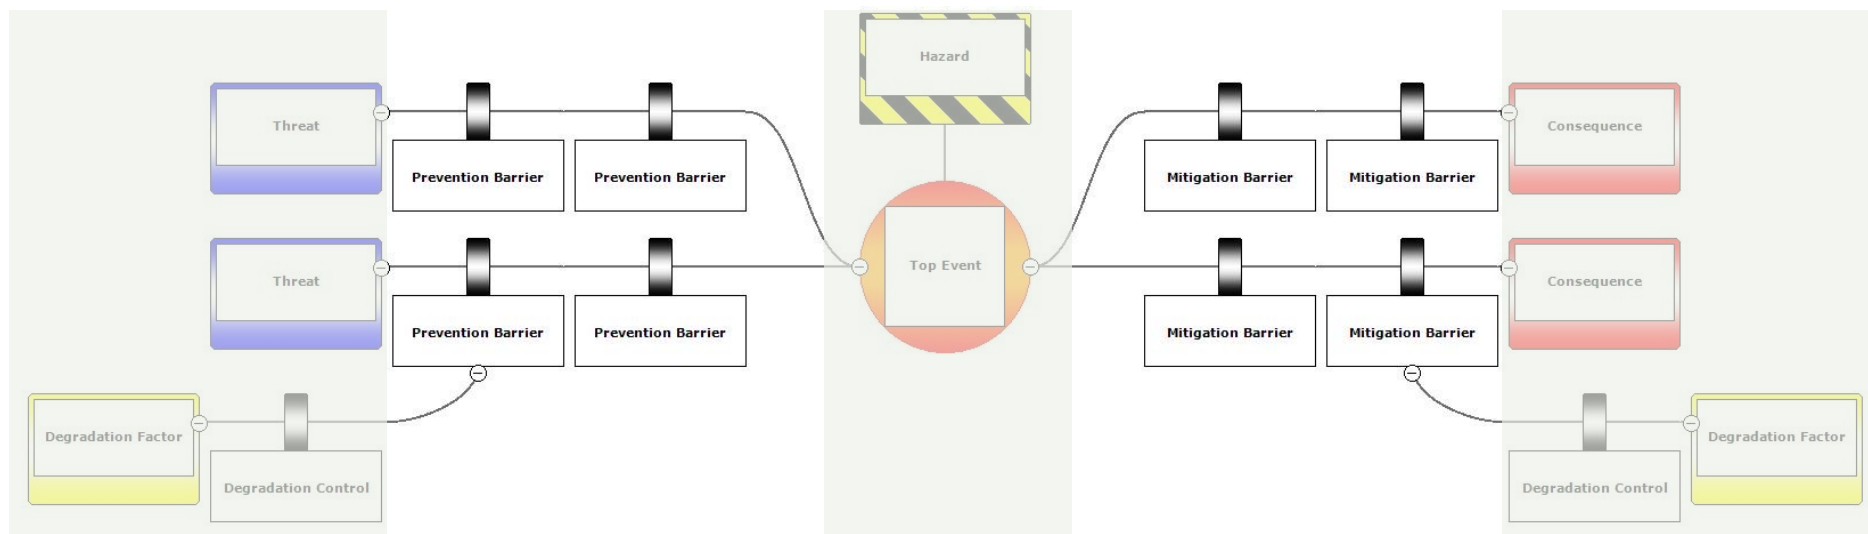 Hazard
Threat
Consequence
Prevention Barrier
Prevention Barrier
Mitigation Barrier
Mitigation Barrier
Top Event
Threat
Consequence
Prevention Barrier
Prevention Barrier
Mitigation Barrier
Mitigation Barrier
Degradation Factor
Degradation Factor
Degradation Control
Degradation Control